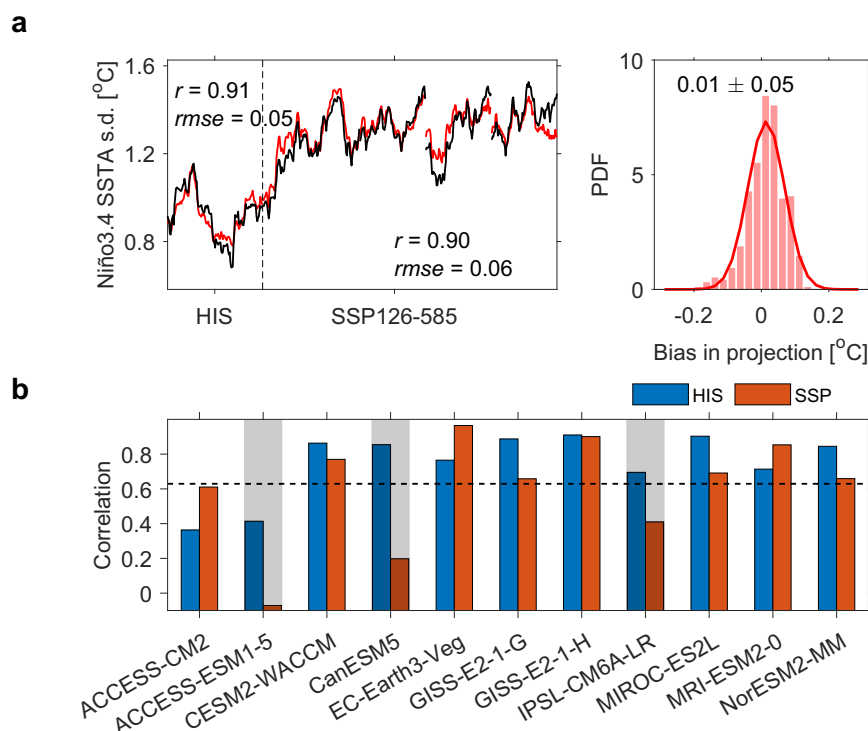 a
Niño3.4 SSTA s.d. [°C]
1.6
1.2
0.8
r = 0.91
rmse = 0.05
r = 0.90
rmse = 0.06
HIS
SSP126-585
PDF
10
5
0
0.01 ± 0.05
-0.2
0
0.2
Bias in projection [°C]
b
HIS
SSP
Correlation
0.8
0.6
0.4
0.2
0
ACCESS-CM2
ACCESS-ESM1-5
CESM2-WACCM
CanESM5
EC-Earth3-Veg
GISS-E2-1-G
GISS-E2-1-H
IPSL-CM6A-LR
MIROC-ES2L
MRI-ESM2-0
NorESM2-MM